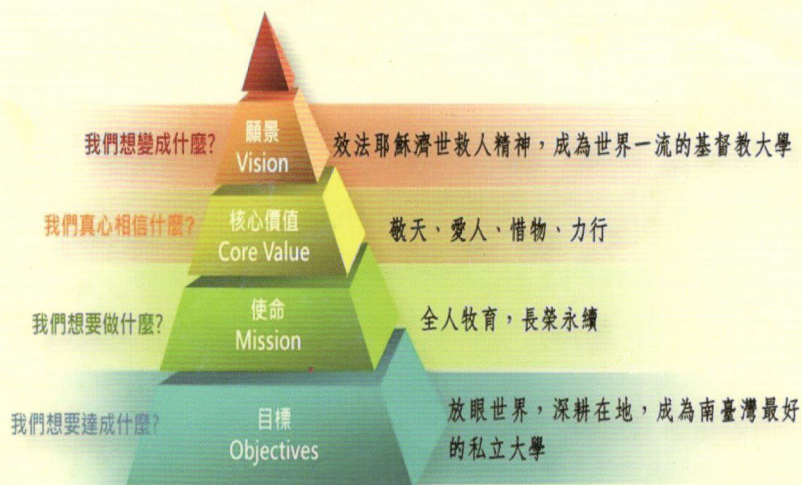 我們想變成什麼?
願景
Vision
效法耶穌濟世救人精神，成為世界一流的基督教大學
我們真心相信什麼?
核心價值
Core Value
敬天、愛人、惜物、力行
我們想要做什麼?
使命
Mission
全人牧育，長榮永續
我們想要達成什麼?
目標
Objectives
放眼世界，深耕在地，成為南臺灣最好
的私立大學